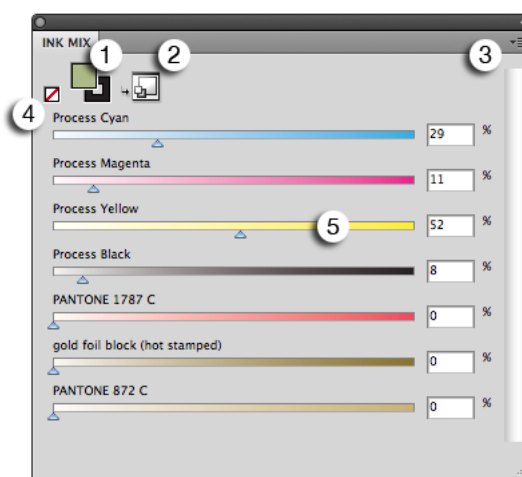 INK MIX
1
2
3
4
Process Cyan
29 %
Process Magenta
11 %
Process Yellow
5
52 %
Process Black
8 %
PANTONE 1787 C
0 %
gold foil block (hot stamped)
0 %
PANTONE 872 C
0 %